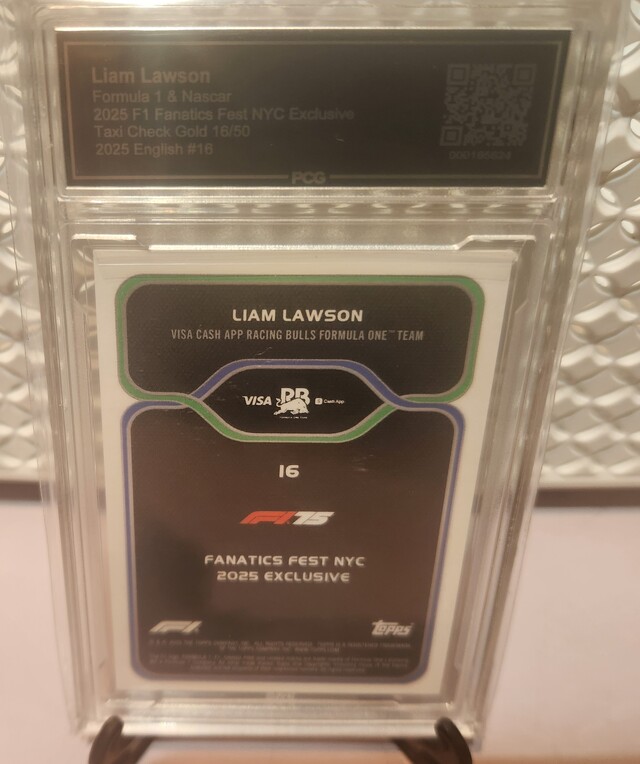 Liam Lawson
Formula 1 & Nascar
2025 F1 Fanatics Fest NYC Exclusive
Taxi Check Gold 16/50
2025 English #16
PCG
LIAM LAWSON
VISA CASH APP RACING BULLS FORMULA ONE™ TEAM
VISA RB Cash App
16
F1 75
FANATICS FEST NYC
2025 EXCLUSIVE
F1 Topps